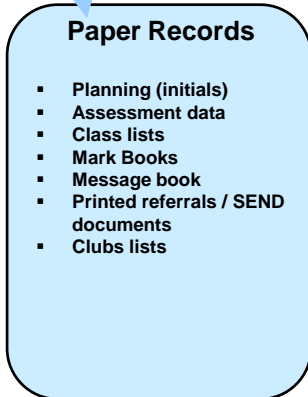 Paper Records
▪ Planning (initials)
▪ Assessment data
▪ Class lists
▪ Mark Books
▪ Message book
▪ Printed referrals / SEND
documents
▪ Clubs lists